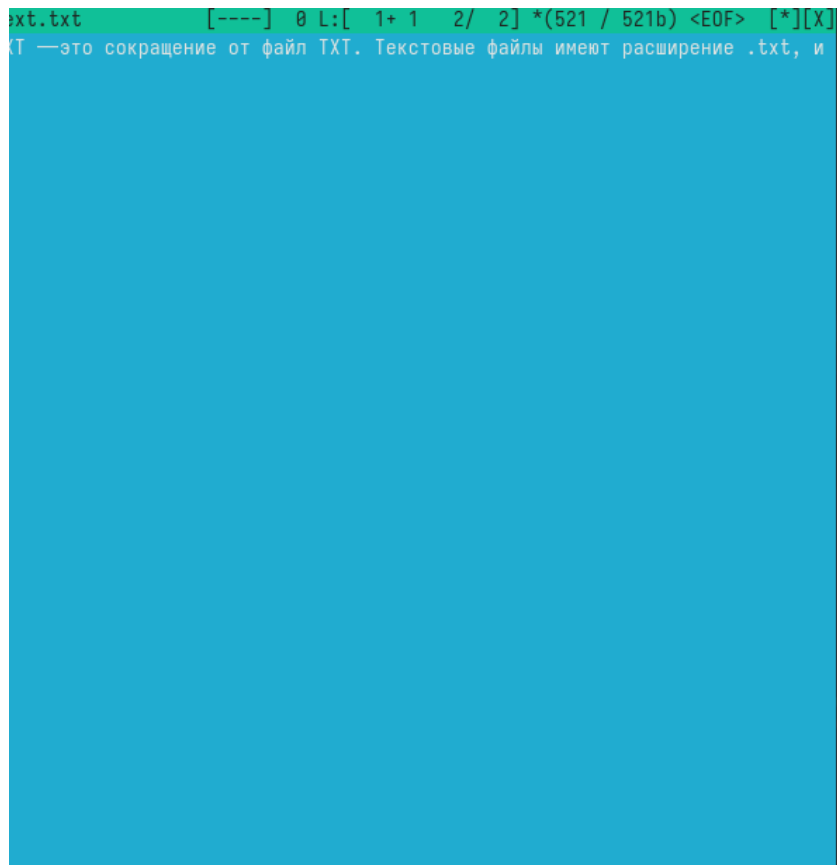 ext.txt [----] 0 L:[ 1+ 1 2/ 2] *(521 / 521b) <EOF> [*][X]
XT —это сокращение от файл TXT. Текстовые файлы имеют расширение .txt, и